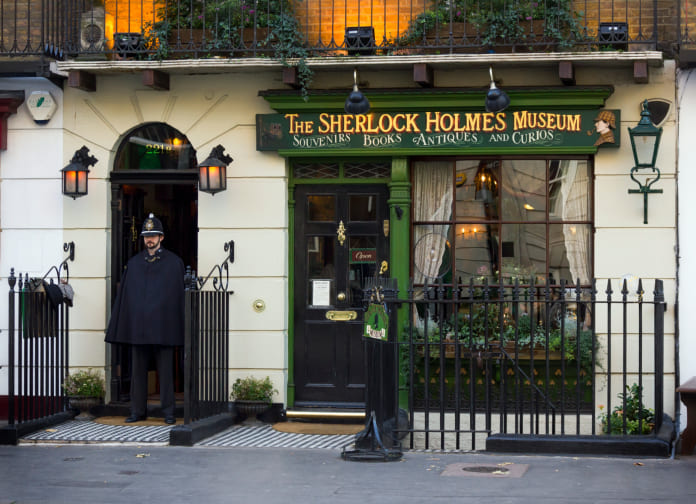 The Sherlock Holmes Museum
Souvenirs Books Antiques and Curios
221b
Open